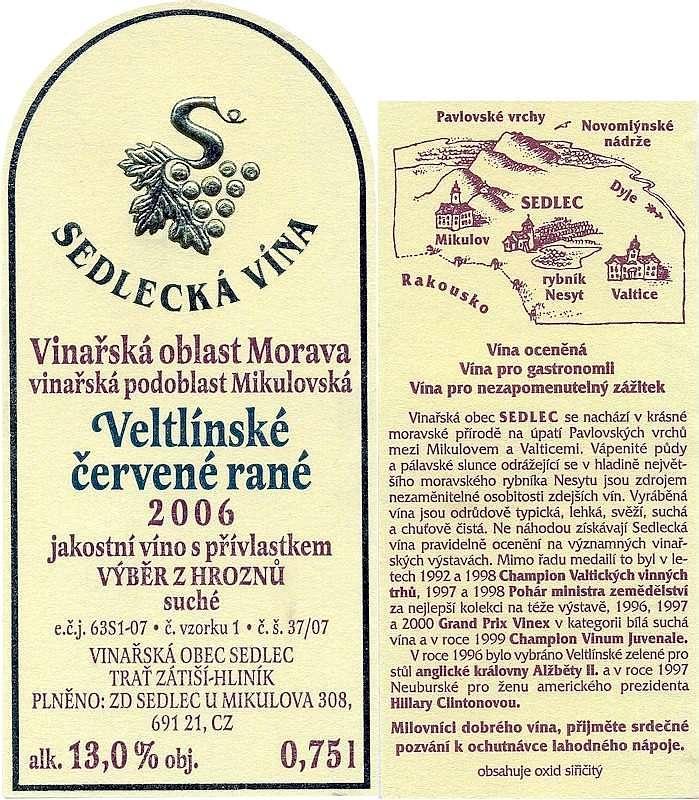 SEDLECKÁ VÍNA
Vinařská oblast Morava
vinařská podoblast Mikulovská
Veltlínské
červené rané
2006
jakostní víno s přívlastkem
VÝBĚR Z HROZNŮ
suché
e.č.j. 63S1-07 • č. vzorku 1 • č. š. 37/07
VINAŘSKÁ OBEC SEDLEC
TRAŤ ZÁTIŠÍ-HLINÍK
PLNĚNO: ZD SEDLEC U MIKULOVA 308,
691 21, CZ
alk. 13,0 % obj. 0,75 l
Pavlovské vrchy
Novomlýnské
nádrže
Dyje
SEDLEC
Mikulov
rybník
Nesyt
Valtice
Rakousko
Vína oceněná
Vína pro gastronomii
Vína pro nezapomenutelný zážitek
Vinařská obec SEDLEC se nachází v krásné
moravské přírodě na úpatí Pavlovských vrchů
mezi Mikulovem a Valticemi. Vápenité půdy
a pálavské slunce odrážející se v hladině největ-
šího moravského rybníka Nesytu jsou zdrojem
nezaměnitelné osobitosti zdejších vín. Vyráběná
vína jsou odrůdově typická, lehká, svěží, suchá
a chuťově čistá. Ne náhodou získávají Sedlecká
vína pravidelně ocenění na významných vinař-
ských výstavách. Mimo řadu medailí to byl v le-
tech 1992 a 1998 Champion Valtických vinných
trhů, 1997 a 1998 Pohár ministra zemědělství
za nejlepší kolekci na téže výstavě, 1996, 1997
a 2000 Grand Prix Vinex v kategorii bílá suchá
vína a v roce 1999 Champion Vinum Juvenale.
V roce 1996 bylo vybráno Veltlínské zelené pro
stůl anglické královny Alžběty II. a v roce 1997
Neuburské pro ženu amerického prezidenta
Hillary Clintonovou.
Milovníci dobrého vína, přijměte srdečné
pozvání k ochutnávce lahodného nápoje.
obsahuje oxid siřičitý